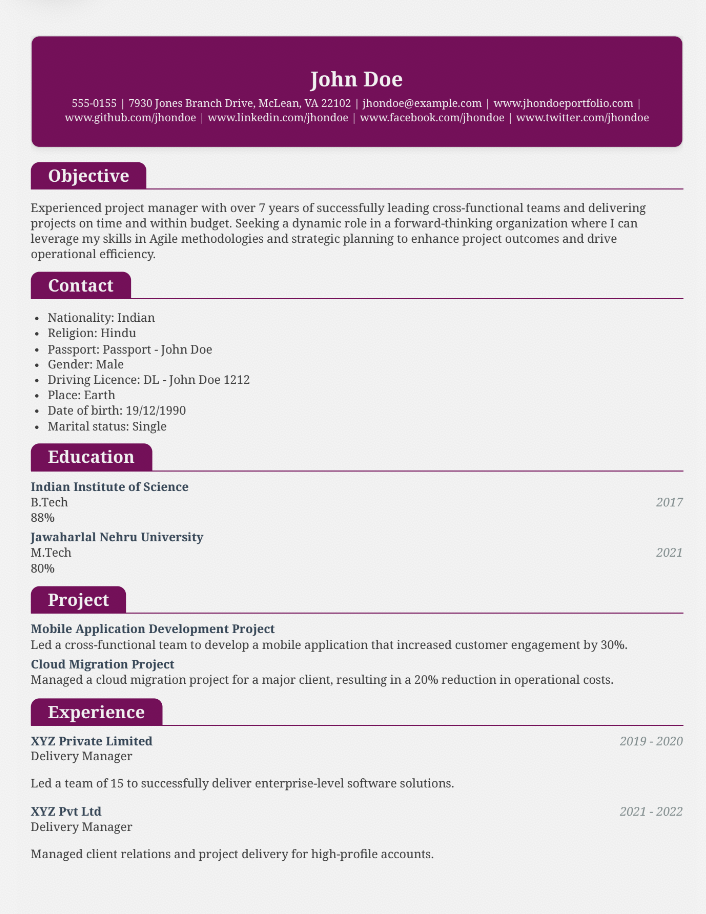 John Doe
555-0155 | 7930 Jones Branch Drive, McLean, VA 22102 | jhondoe@example.com | www.jhondoeportfolio.com |
www.github.com/jhondoe | www.linkedin.com/jhondoe | www.facebook.com/jhondoe | www.twitter.com/jhondoe
Objective
Experienced project manager with over 7 years of successfully leading cross-functional teams and delivering
projects on time and within budget. Seeking a dynamic role in a forward-thinking organization where I can
leverage my skills in Agile methodologies and strategic planning to enhance project outcomes and drive
operational efficiency.
Contact
• Nationality: Indian
• Religion: Hindu
• Passport: Passport - John Doe
• Gender: Male
• Driving Licence: DL - John Doe 1212
• Place: Earth
• Date of birth: 19/12/1990
• Marital status: Single
Education
Indian Institute of Science
B.Tech 2017
88%
Jawaharlal Nehru University
M.Tech 2021
80%
Project
Mobile Application Development Project
Led a cross-functional team to develop a mobile application that increased customer engagement by 30%.
Cloud Migration Project
Managed a cloud migration project for a major client, resulting in a 20% reduction in operational costs.
Experience
XYZ Private Limited 2019 - 2020
Delivery Manager
Led a team of 15 to successfully deliver enterprise-level software solutions.
XYZ Pvt Ltd 2021 - 2022
Delivery Manager
Managed client relations and project delivery for high-profile accounts.